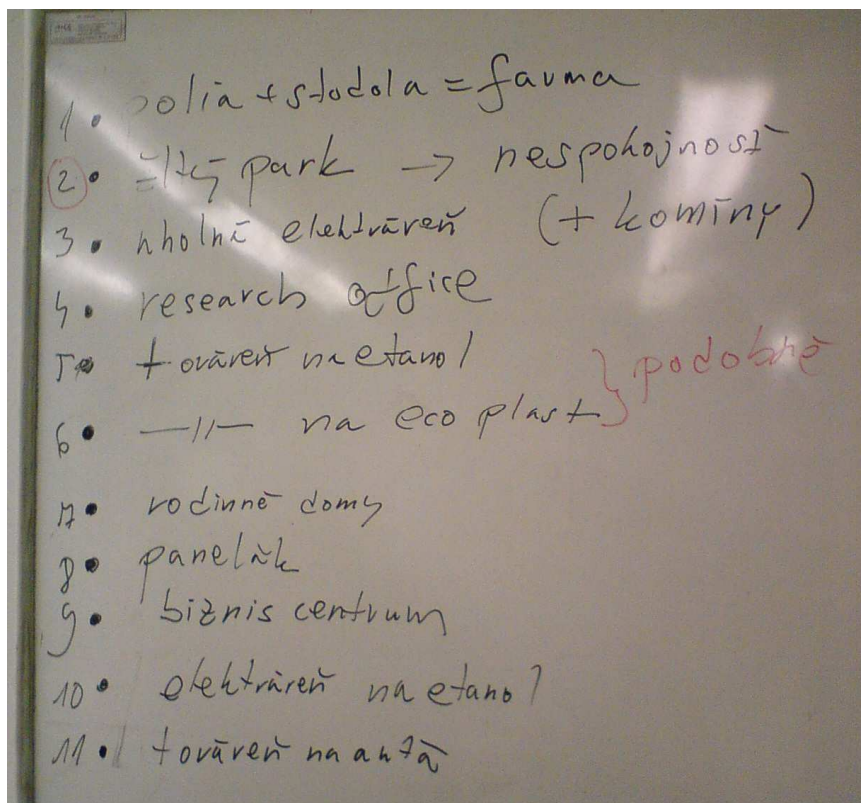 1. polia + stodola = farma
2. žltý park → nespokojnosť
(+ komíny)
3. uholná elektráreň
4. research office
5. továreň na etanol
6. —//— na eco plast } podobné
7. rodinné domy
8. panelák
9. biznis centrum
10. elektráreň na etanol
11. továreň na autá